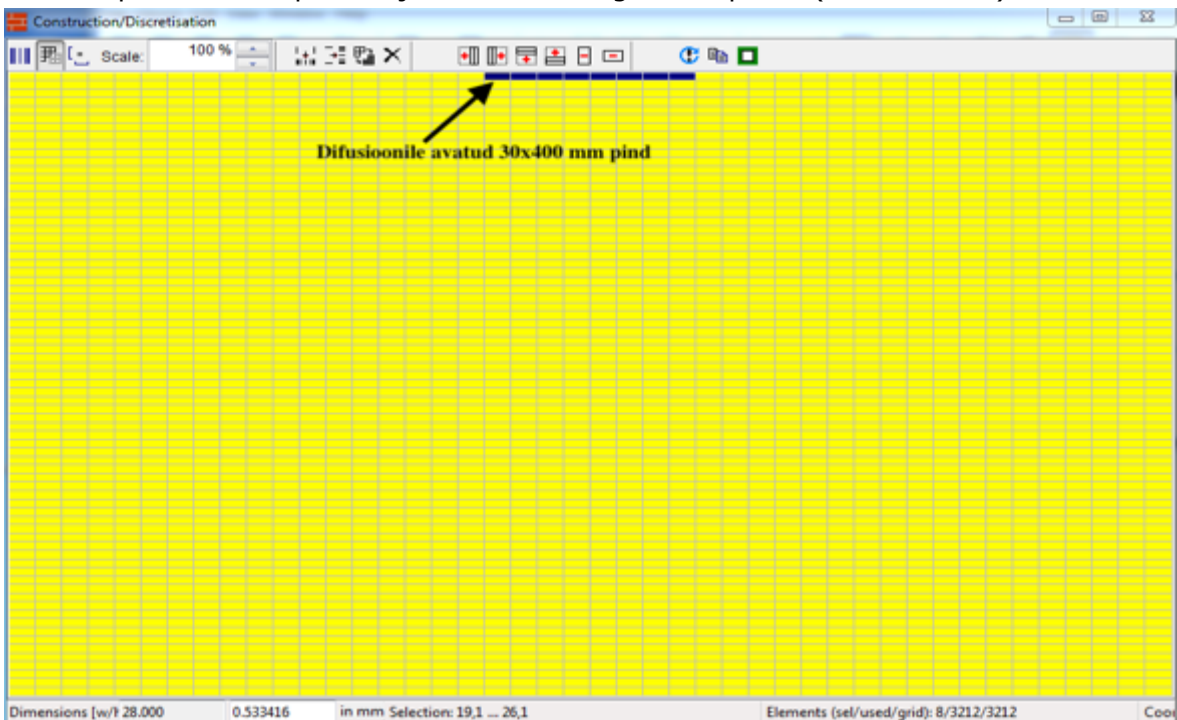 Construction/Discretisation
Scale: 100 %
Difusioonile avatud 30x400 mm pind
Dimensions [w/ 28.000 0.533416 in mm Selection: 19,1 ... 26,1 Elements (sel/used/grid): 8/3212/3212 Coo